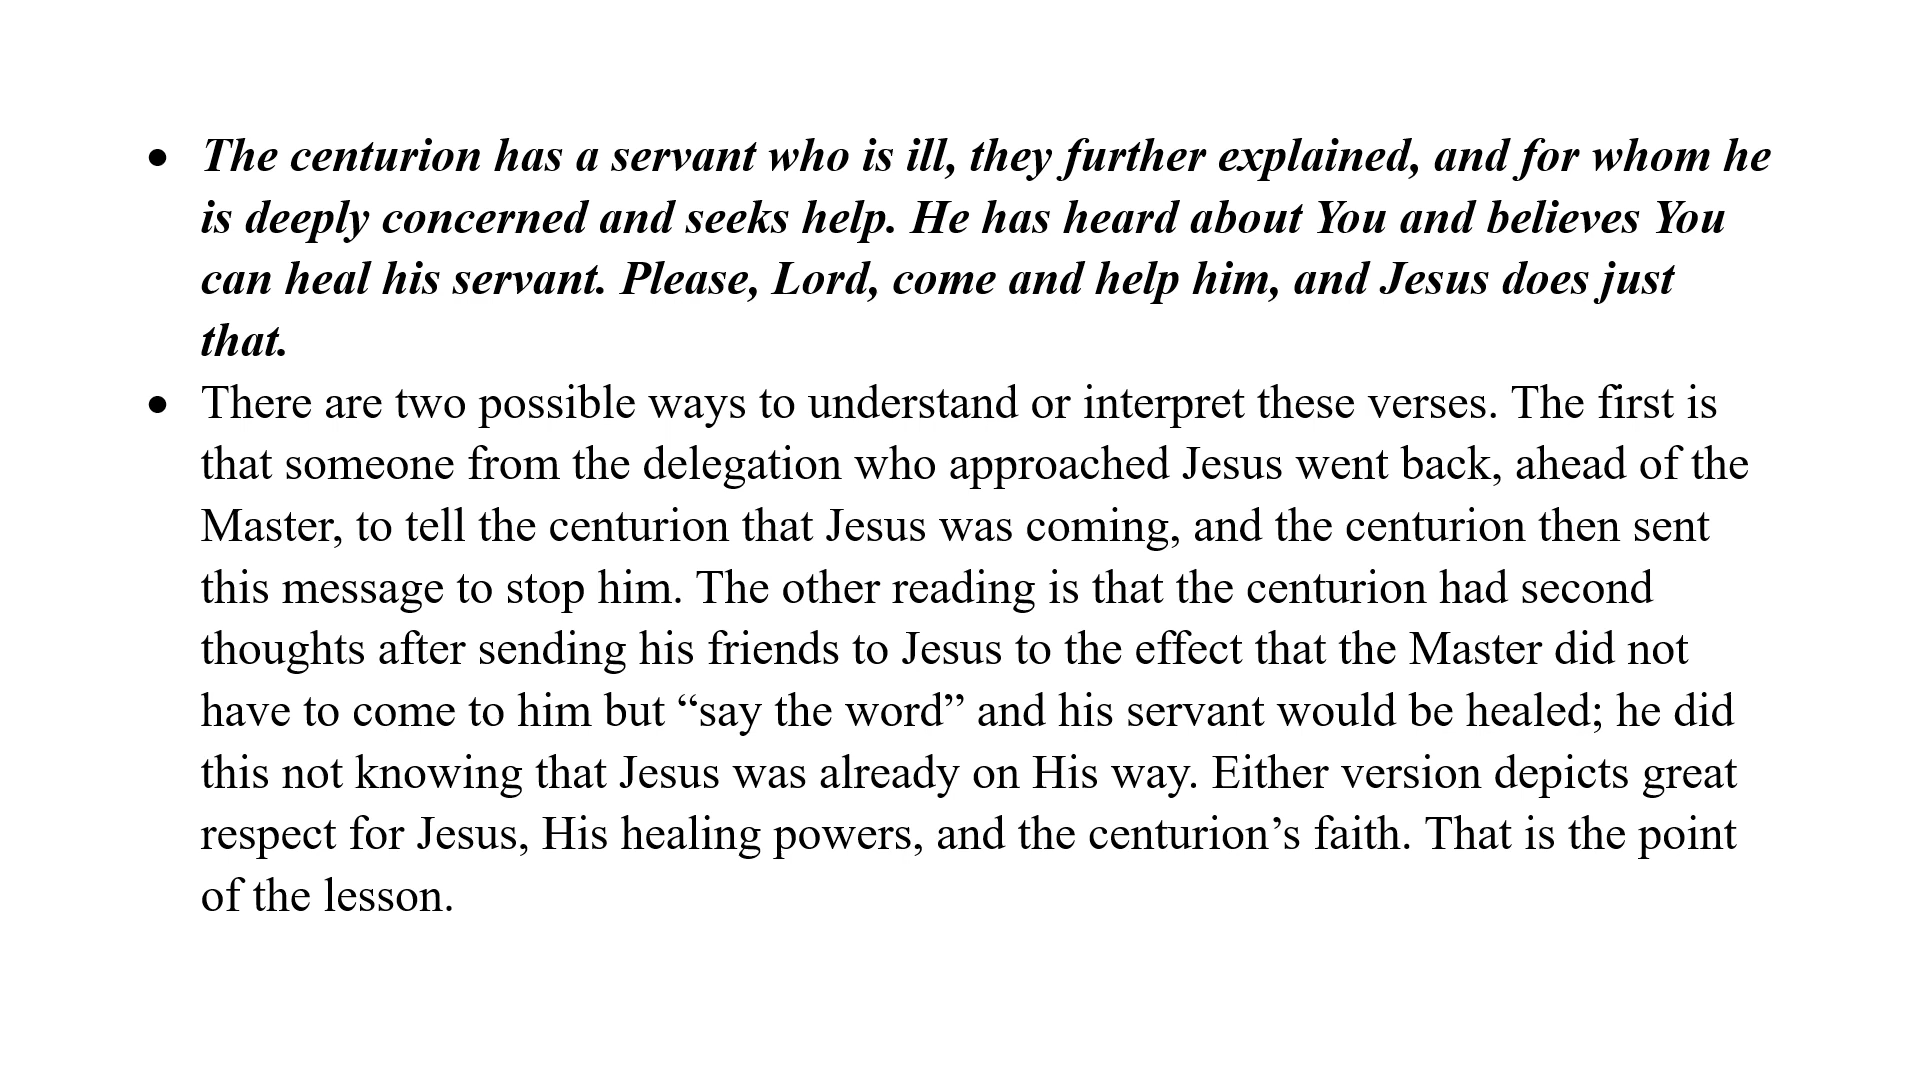 • The centurion has a servant who is ill, they further explained, and for whom he
is deeply concerned and seeks help. He has heard about You and believes You
can heal his servant. Please, Lord, come and help him, and Jesus does just
that.
• There are two possible ways to understand or interpret these verses. The first is
that someone from the delegation who approached Jesus went back, ahead of the
Master, to tell the centurion that Jesus was coming, and the centurion then sent
this message to stop him. The other reading is that the centurion had second
thoughts after sending his friends to Jesus to the effect that the Master did not
have to come to him but “say the word” and his servant would be healed; he did
this not knowing that Jesus was already on His way. Either version depicts great
respect for Jesus, His healing powers, and the centurion’s faith. That is the point
of the lesson.